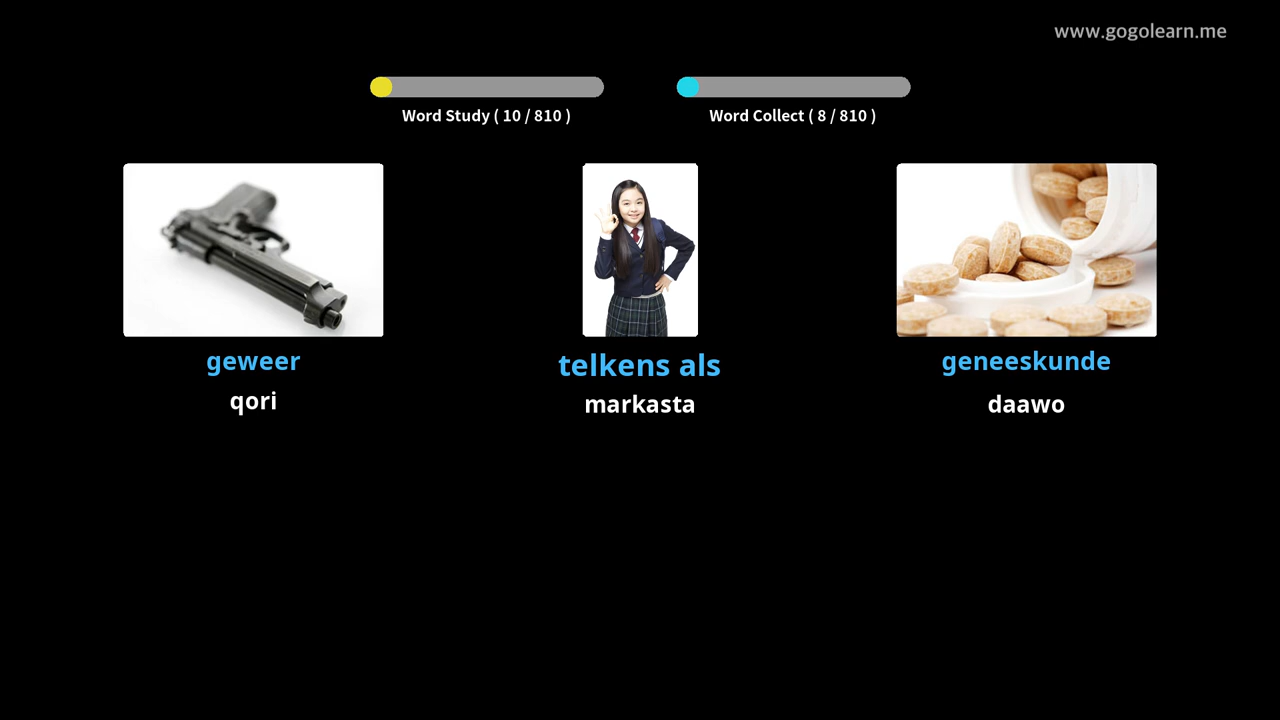 www.gogolearn.me
Word Study ( 10 / 810 )
Word Collect ( 8 / 810 )
geweer
qori
telkens als
markasta
geneeskunde
daawo